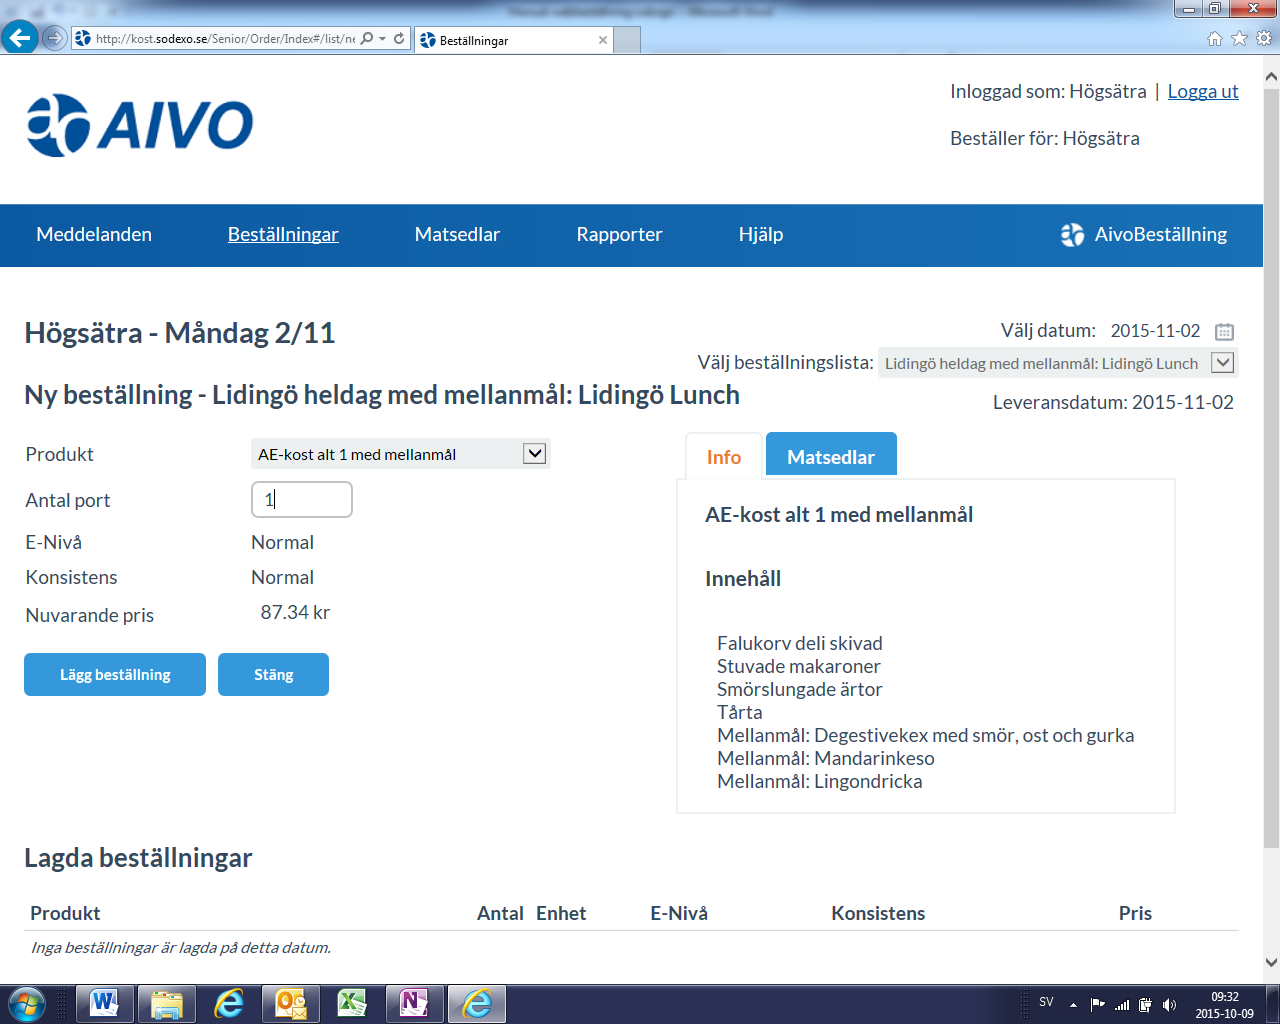 http://kost.sodexo.se/Senior/Order/Index#/list/ne
Beställningar
AIVO
Inloggad som: Högsätra | Logga ut
Beställer för: Högsätra
Meddelanden Beställningar Matsedlar Rapporter Hjälp AivoBeställning
Högsätra - Måndag 2/11
Välj datum: 2015-11-02
Välj beställningslista: Lidingö heldag med mellanmål: Lidingö Lunch
Ny beställning - Lidingö heldag med mellanmål: Lidingö Lunch
Leveransdatum: 2015-11-02
Produkt AE-kost alt 1 med mellanmål
Antal port 1
E-Nivå Normal
Konsistens Normal
Nuvarande pris 87.34 kr
Lägg beställning Stäng
Info Matsedlar
AE-kost alt 1 med mellanmål
Innehåll
Falukorv deli skivad
Stuvade makaroner
Smörslungade ärtor
Tårta
Mellanmål: Degestivekex med smör, ost och gurka
Mellanmål: Mandarinkeso
Mellanmål: Lingondricka
Lagda beställningar
Produkt Antal Enhet E-Nivå Konsistens Pris
Inga beställningar är lagda på detta datum.
SV
09:32
2015-10-09